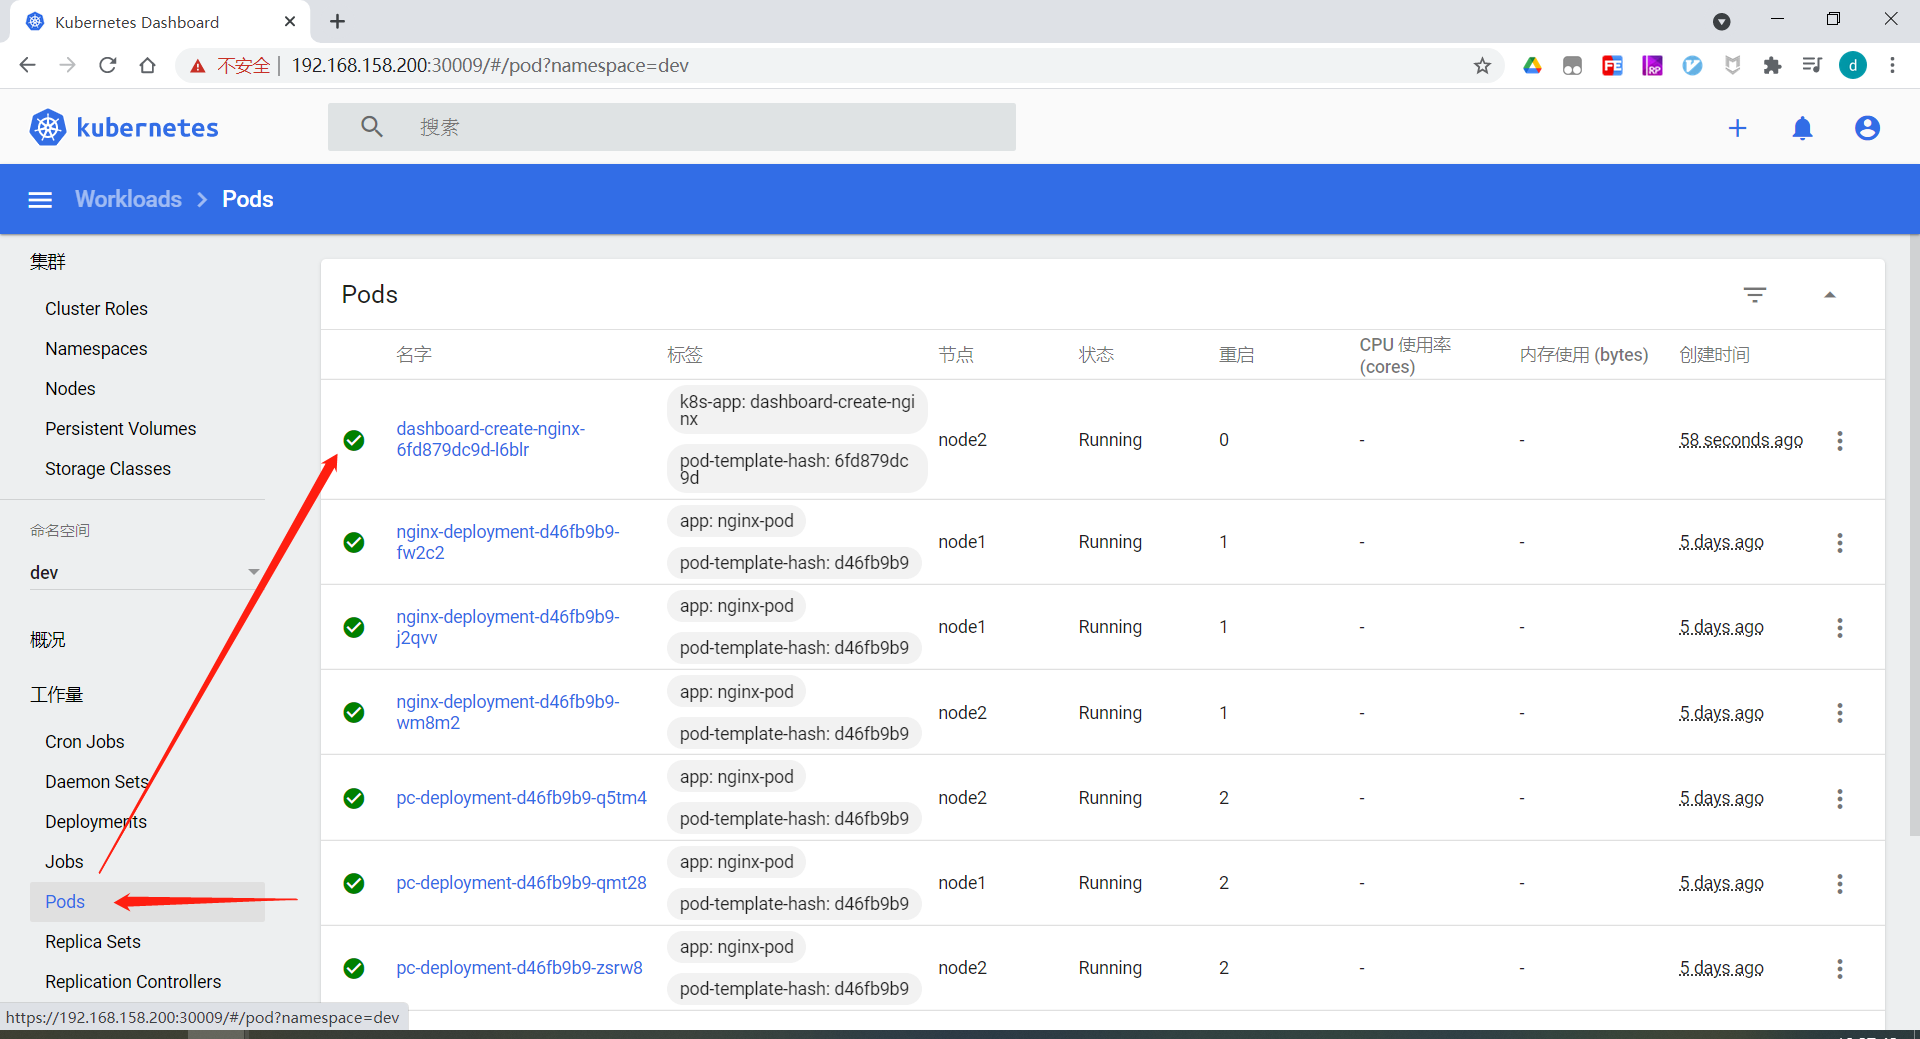 Kubernetes Dashboard
不安全 192.168.158.200:30009/#/pod?namespace=dev
FE
RP
d
kubernetes
搜索
Workloads > Pods
集群
Cluster Roles
Namespaces
Nodes
Persistent Volumes
Storage Classes
命名空间
dev
概况
工作量
Cron Jobs
Daemon Sets
Deployments
Jobs
Pods
Replica Sets
Replication Controllers
https://192.168.158.200:30009/#/pod?namespace=dev
Pods
名字 标签 节点 状态 重启 CPU 使用率 (cores) 内存使用 (bytes) 创建时间
dashboard-create-nginx-
6fd879dc9d-l6blr
k8s-app: dashboard-create-ngi
nx
pod-template-hash: 6fd879dc
9d
node2 Running 0 - - 58 seconds ago
nginx-deployment-d46fb9b9-
fw2c2
app: nginx-pod
pod-template-hash: d46fb9b9
node1 Running 1 - - 5 days ago
nginx-deployment-d46fb9b9-
j2qvv
app: nginx-pod
pod-template-hash: d46fb9b9
node1 Running 1 - - 5 days ago
nginx-deployment-d46fb9b9-
wm8m2
app: nginx-pod
pod-template-hash: d46fb9b9
node2 Running 1 - - 5 days ago
pc-deployment-d46fb9b9-q5tm4
app: nginx-pod
pod-template-hash: d46fb9b9
node2 Running 2 - - 5 days ago
pc-deployment-d46fb9b9-qmt28
app: nginx-pod
pod-template-hash: d46fb9b9
node1 Running 2 - - 5 days ago
pc-deployment-d46fb9b9-zsrw8
app: nginx-pod
pod-template-hash: d46fb9b9
node2 Running 2 - - 5 days ago